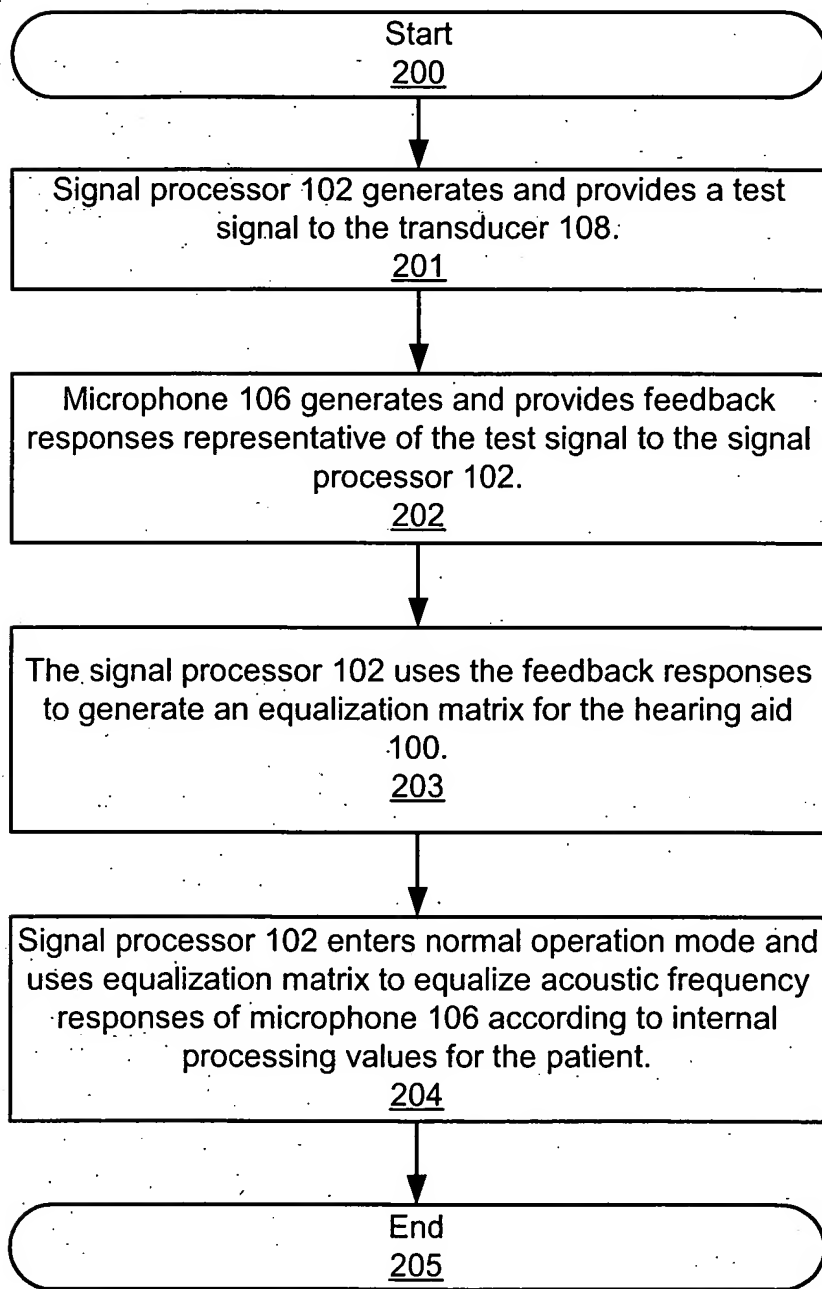 Start
200
Signal processor 102 generates and provides a test
signal to the transducer 108.
201
Microphone 106 generates and provides feedback
responses representative of the test signal to the signal
processor 102.
202
The signal processor 102 uses the feedback responses
to generate an equalization matrix for the hearing aid
100.
203
Signal processor 102 enters normal operation mode and
uses equalization matrix to equalize acoustic frequency
responses of microphone 106 according to internal
processing values for the patient.
204
End
205